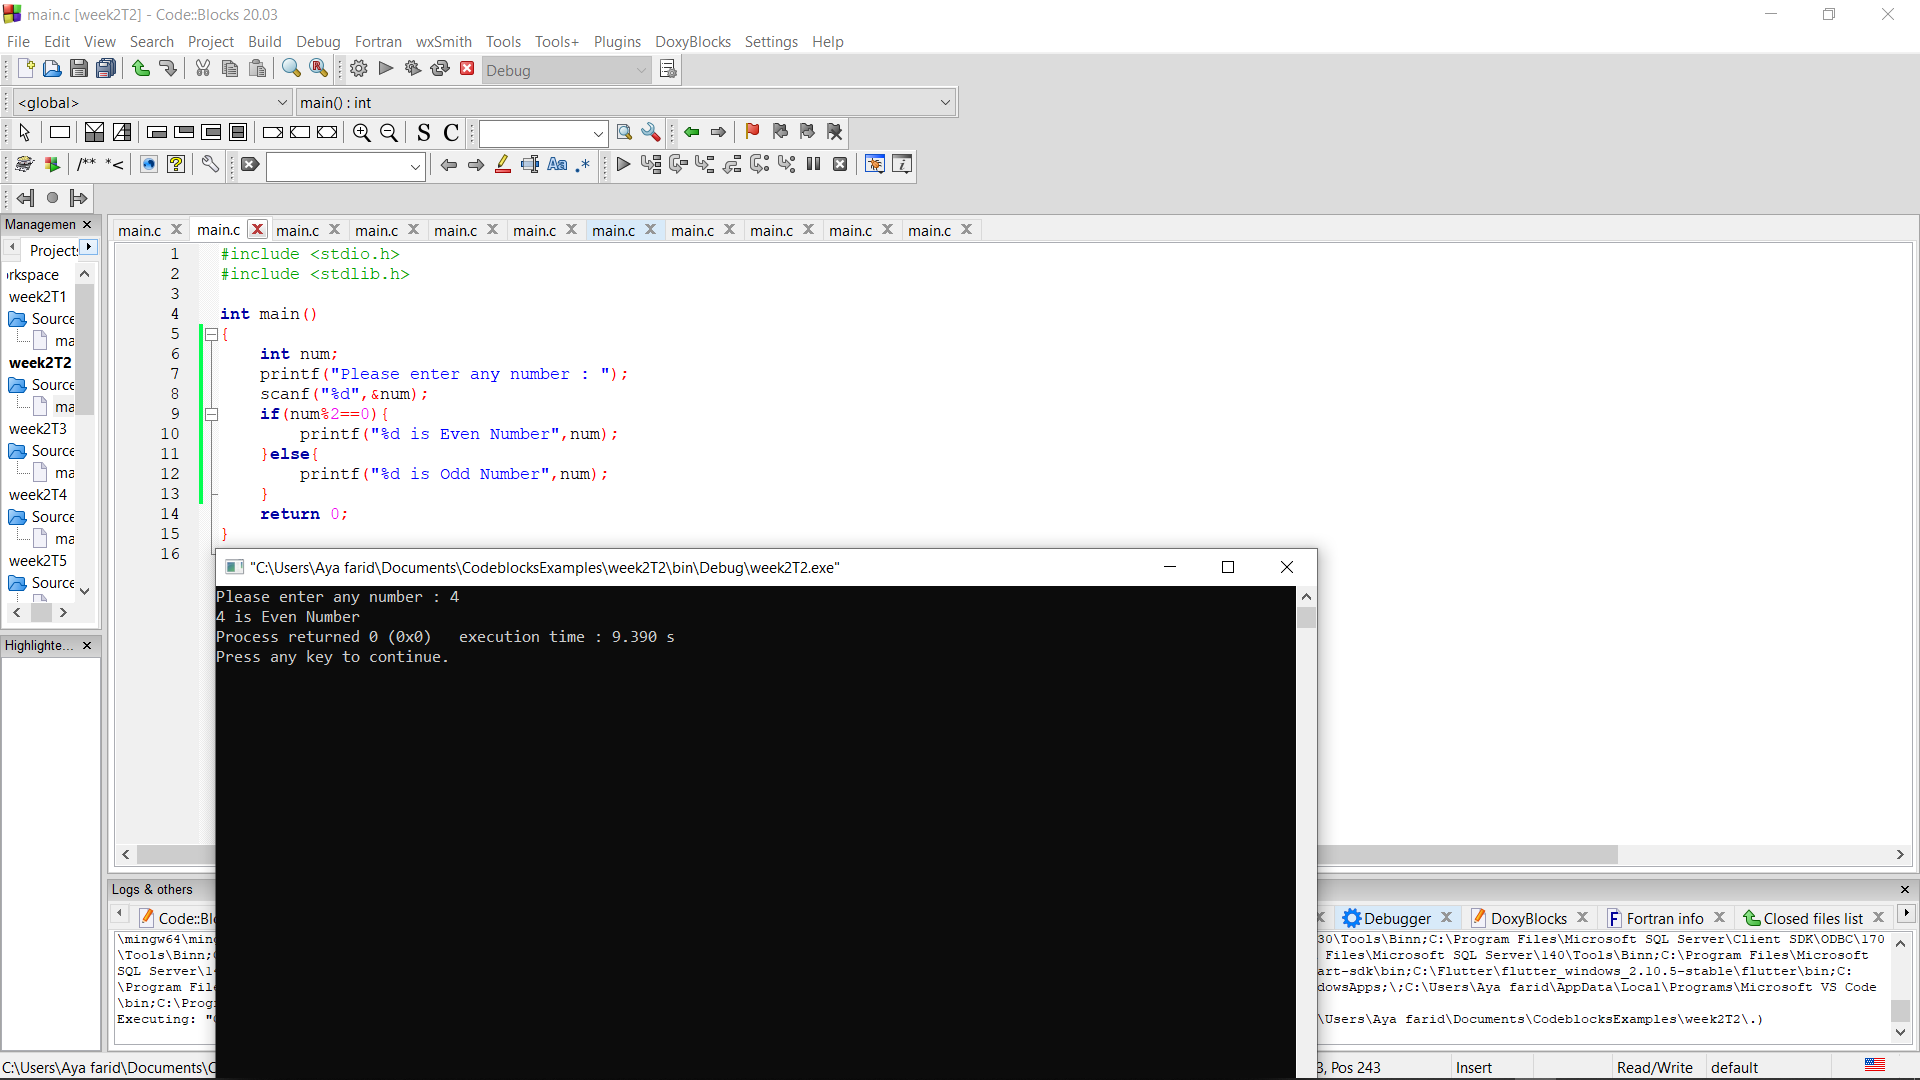 main.c [week2T2] - Code::Blocks 20.03
File Edit View Search Project Build Debug Fortran wxSmith Tools Tools+ Plugins DoxyBlocks Settings Help
Debug
<global> main() : int
S C
/** *< Aa .*
Managemen
Projects
rkspace
week2T1
Source
ma
week2T2
Source
ma
week2T3
Source
ma
week2T4
Source
ma
week2T5
Source
Highlighte...
main.c main.c main.c main.c main.c main.c main.c main.c main.c main.c main.c
1 #include <stdio.h>
2 #include <stdlib.h>
3
4 int main()
5 {
6 int num;
7 printf("Please enter any number : ");
8 scanf("%d",&num);
9 if(num%2==0){
10 printf("%d is Even Number",num);
11 }else{
12 printf("%d is Odd Number",num);
13 }
14 return 0;
15 }
16
"C:\Users\Aya farid\Documents\CodeblocksExamples\week2T2\bin\Debug\week2T2.exe"
Please enter any number : 4
4 is Even Number
Process returned 0 (0x0)   execution time : 9.390 s
Press any key to continue.
Logs & others
Code::Blo Debugger DoxyBlocks Fortran info Closed files list
\mingw64\ming 30\Tools\Binn;C:\Program Files\Microsoft SQL Server\Client SDK\ODBC\170
\Tools\Binn; Files\Microsoft SQL Server\140\Tools\Binn;C:\Program Files\Microsoft
SQL Server\1 art-sdk\bin;C:\Flutter\flutter_windows_2.10.5-stable\flutter\bin;C:
\Program Fil dowsApps;\;C:\Users\Aya farid\AppData\Local\Programs\Microsoft VS Code
\bin;C:\Prog
Executing: " \Users\Aya farid\Documents\CodeblocksExamples\week2T2\.)
C:\Users\Aya farid\Documents\C 3, Pos 243 Insert Read/Write default